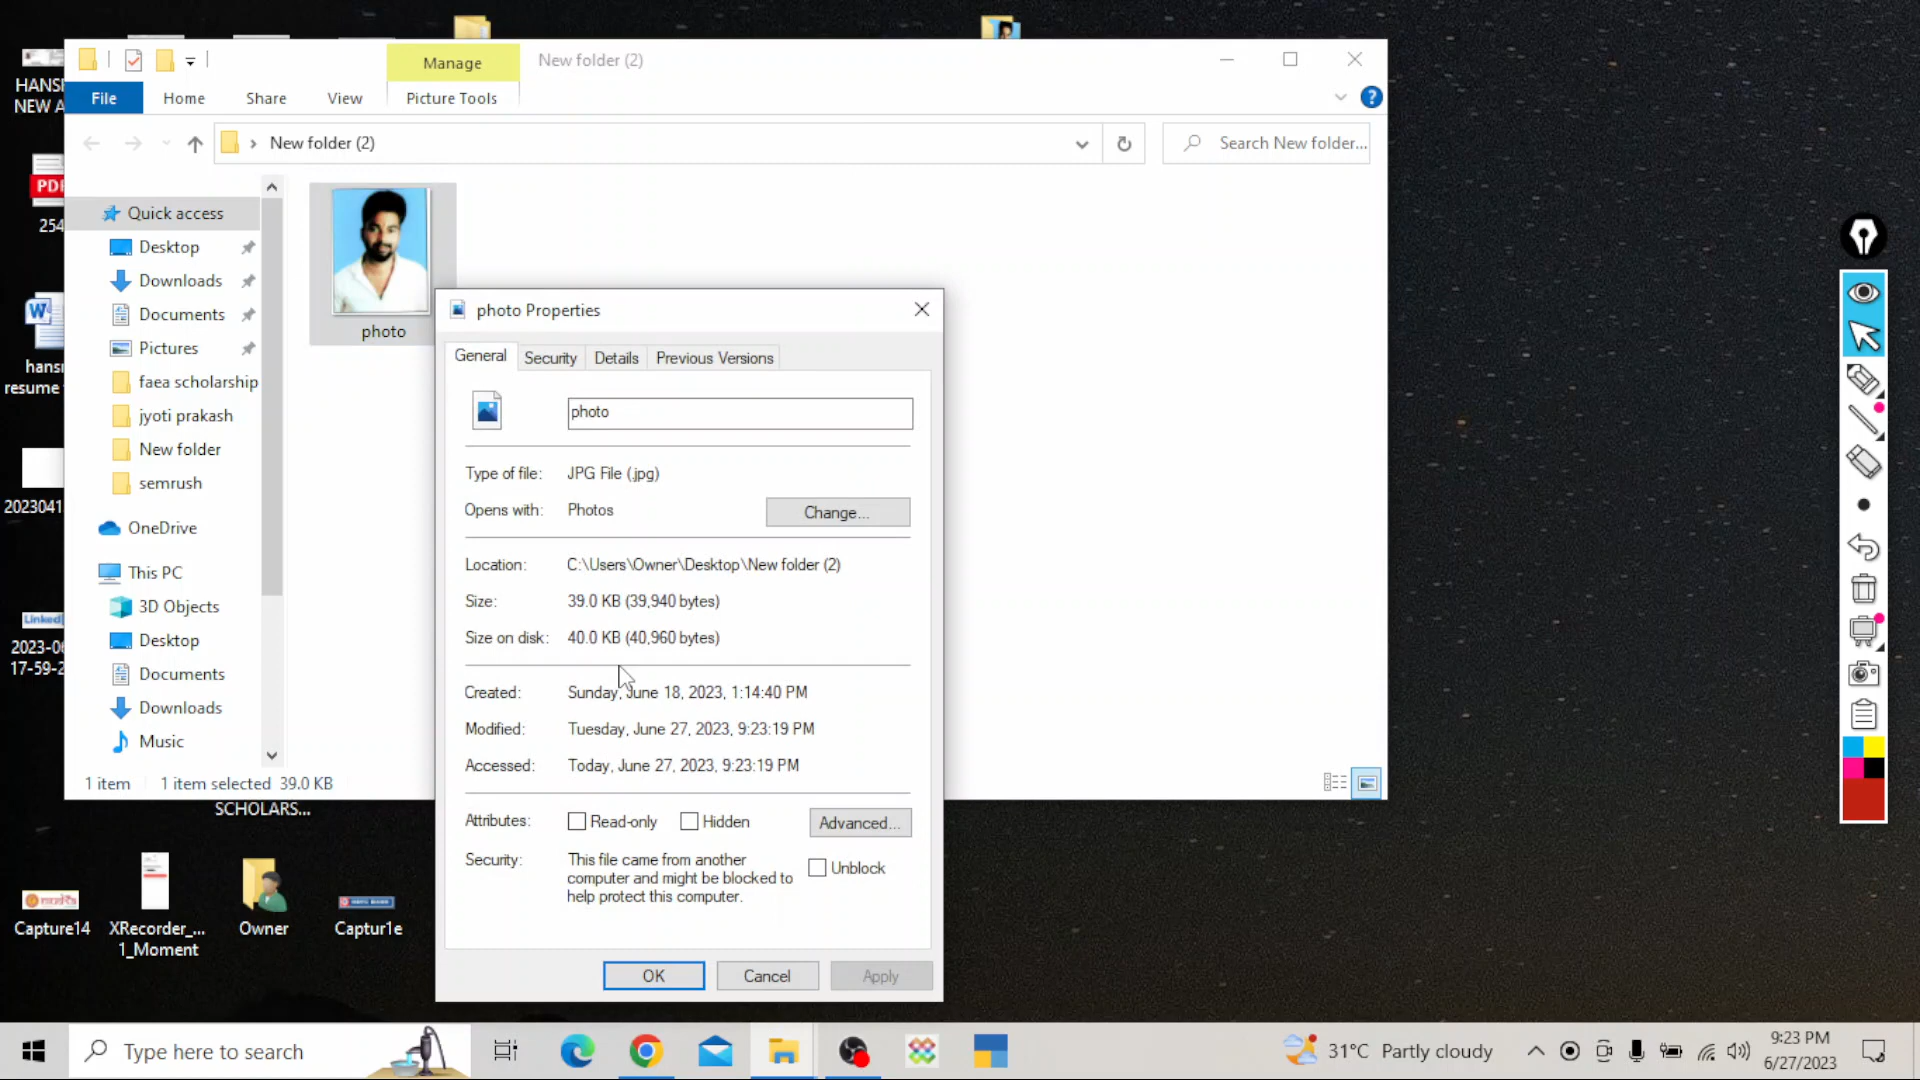 Manage
New folder (2)
File
Home
Share
View
Picture Tools
New folder (2)
Search New folder...
Quick access
Desktop
Downloads
Documents
Pictures
faea scholarship
jyoti prakash
New folder
semrush
OneDrive
This PC
3D Objects
Desktop
Documents
Downloads
Music
photo
1 item
1 item selected 39.0 KB
photo Properties
General
Security
Details
Previous Versions
photo
Type of file: JPG File (.jpg)
Opens with: Photos
Change...
Location: C:\Users\Owner\Desktop\New folder (2)
Size: 39.0 KB (39,940 bytes)
Size on disk: 40.0 KB (40,960 bytes)
Created: Sunday, June 18, 2023, 1:14:40 PM
Modified: Tuesday, June 27, 2023, 9:23:19 PM
Accessed: Today, June 27, 2023, 9:23:19 PM
Attributes: Read-only Hidden
Advanced...
Security: This file came from another
computer and might be blocked to
help protect this computer.
Unblock
OK
Cancel
Apply
HANS
NEW A
PDF
254
W
hans
resume
2023041
Linked
2023-0
17-59-2
SCHOLARS...
Capture14
XRecorder_...
1_Moment
Owner
Captur1e
Type here to search
31°C Partly cloudy
9:23 PM
6/27/2023